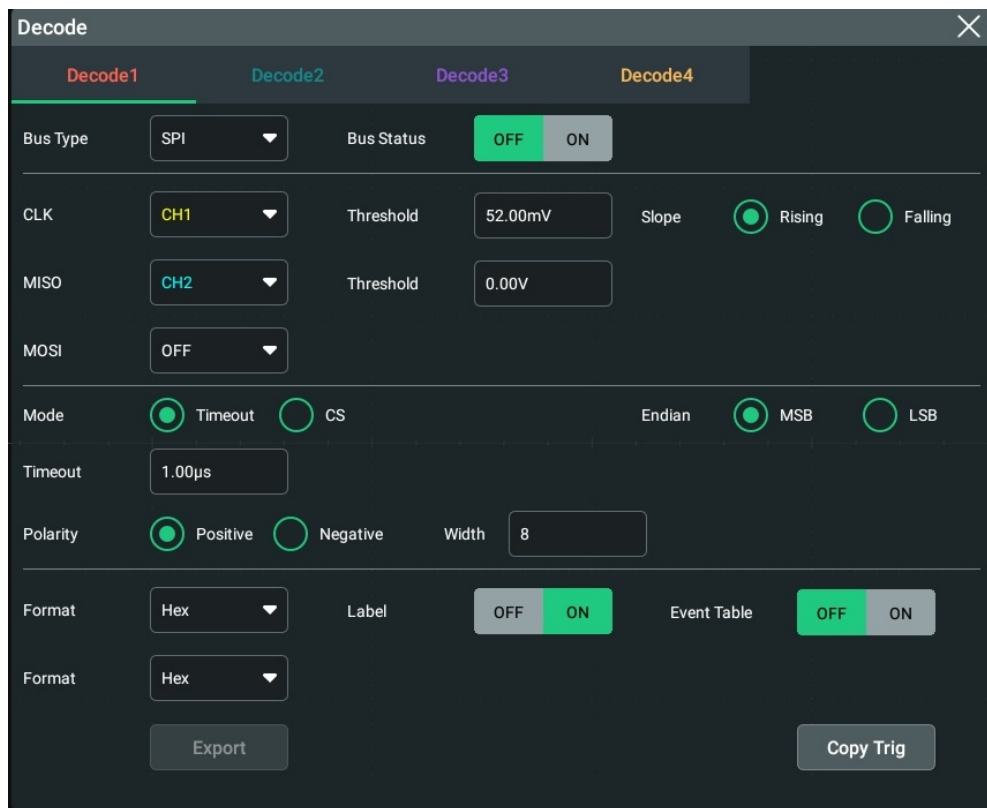 Decode
Decode1 Decode2 Decode3 Decode4
Bus Type SPI Bus Status OFF ON
CLK CH1 Threshold 52.00mV Slope Rising Falling
MISO CH2 Threshold 0.00V
MOSI OFF
Mode Timeout CS Endian MSB LSB
Timeout 1.00µs
Polarity Positive Negative Width 8
Format Hex Label OFF ON Event Table OFF ON
Format Hex
Export Copy Trig